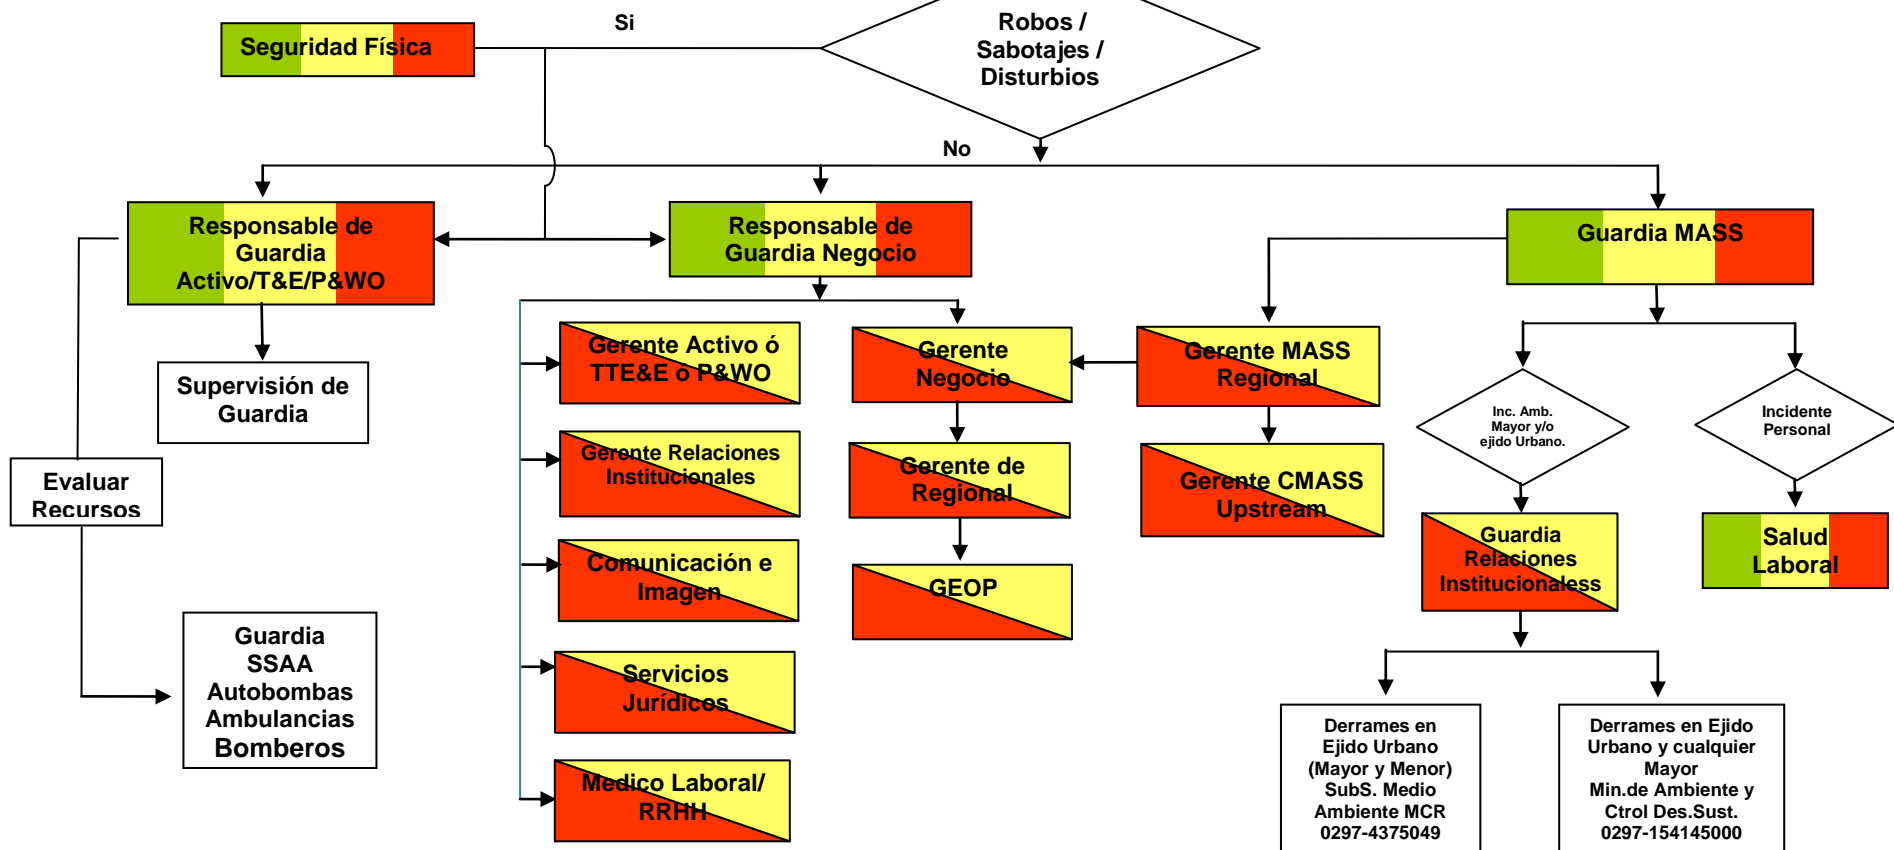 Si
Robos /
Sabotajes /
Disturbios
Seguridad Física
No
Responsable de
Guardia
Activo/T&E/P&WO
Responsable de
Guardia Negocio
Guardia MASS
Supervisión de
Guardia
Evaluar
Recursos
Guardia
SSAA
Autobombas
Ambulancias
Bomberos
Gerente Activo ó
TTE&E ó P&WO
Gerente Relaciones
Institucionales
Comunicación e
Imagen
Servicios
Jurídicos
Medico Laboral/
RRHH
Gerente
Negocio
Gerente de
Regional
GEOP
Gerente MASS
Regional
Gerente CMASS
Upstream
Inc. Amb.
Mayor y/o
ejido Urbano.
Incidente
Personal
Guardia
Relaciones
Institucionaless
Salud
Laboral
Derrames en
Ejido Urbano
(Mayor y Menor)
SubS. Medio
Ambiente MCR
0297-4375049
Derrames en Ejido
Urbano y cualquier
Mayor
Min.de Ambiente y
Ctrol Des.Sust.
0297-154145000